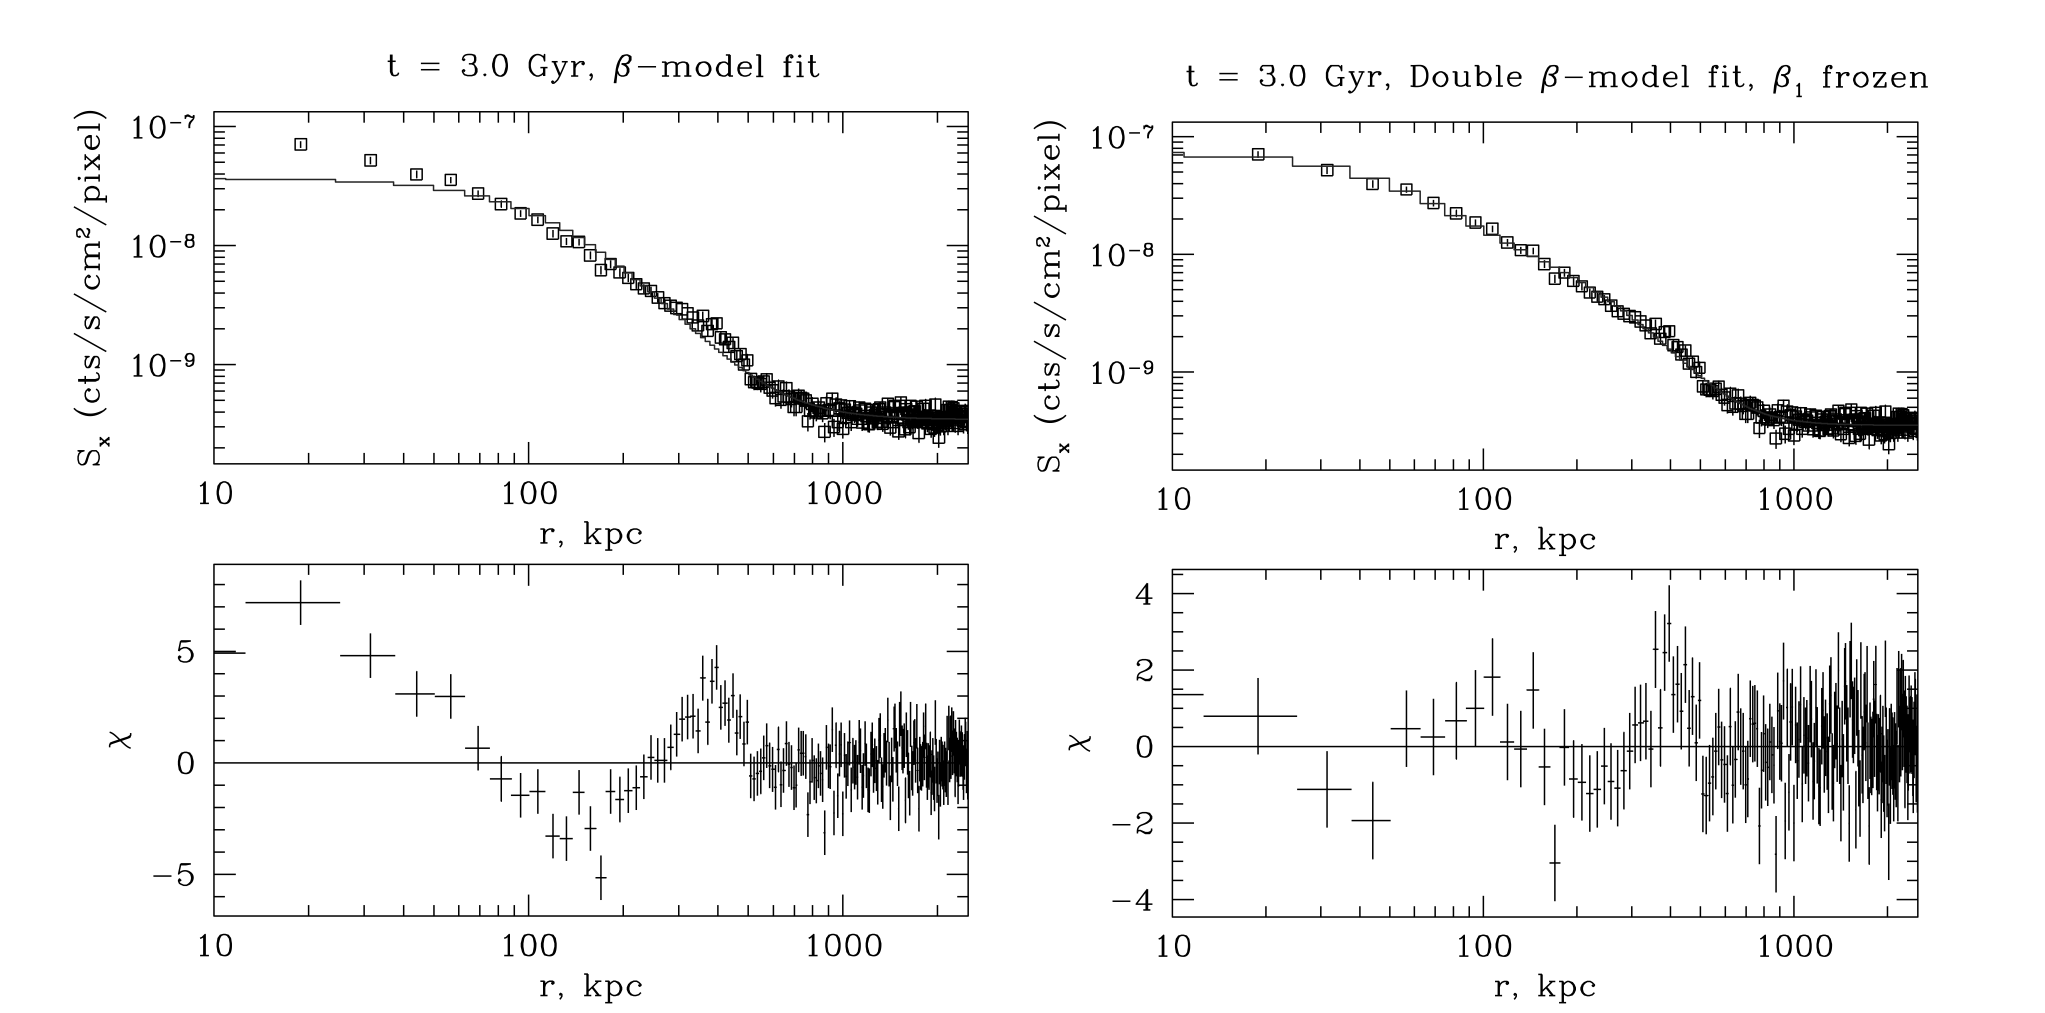 t = 3.0 Gyr, β−model fit
S_x (cts/s/cm²/pixel)
10⁻⁷
10⁻⁸
10⁻⁹
10 100 1000
r, kpc
χ
5
0
−5
10 100 1000
r, kpc
t = 3.0 Gyr, Double β−model fit, β₁ frozen
S_x (cts/s/cm²/pixel)
10⁻⁷
10⁻⁸
10⁻⁹
10 100 1000
r, kpc
χ
4
2
0
−2
−4
10 100 1000
r, kpc